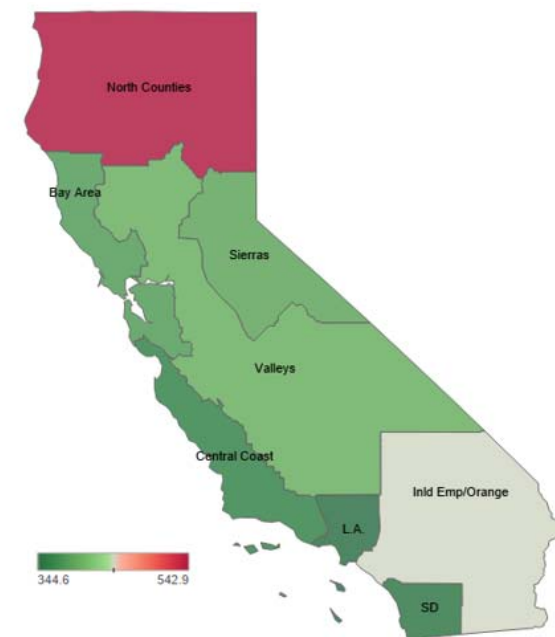 North Counties
Bay Area
Sierras
Valleys
Central Coast
Inld Emp/Orange
L.A.
344.6 542.9
SD